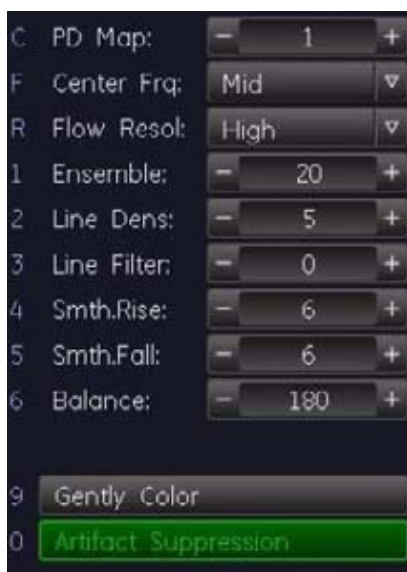 C PD Map: − 1 +
F Center Frq: Mid
R Flow Resol: High
1 Ensemble: − 20 +
2 Line Dens: − 5 +
3 Line Filter: − 0 +
4 Smth.Rise: − 6 +
5 Smth.Fall: − 6 +
6 Balance: − 180 +
9 Gently Color
0 Artifact Suppression